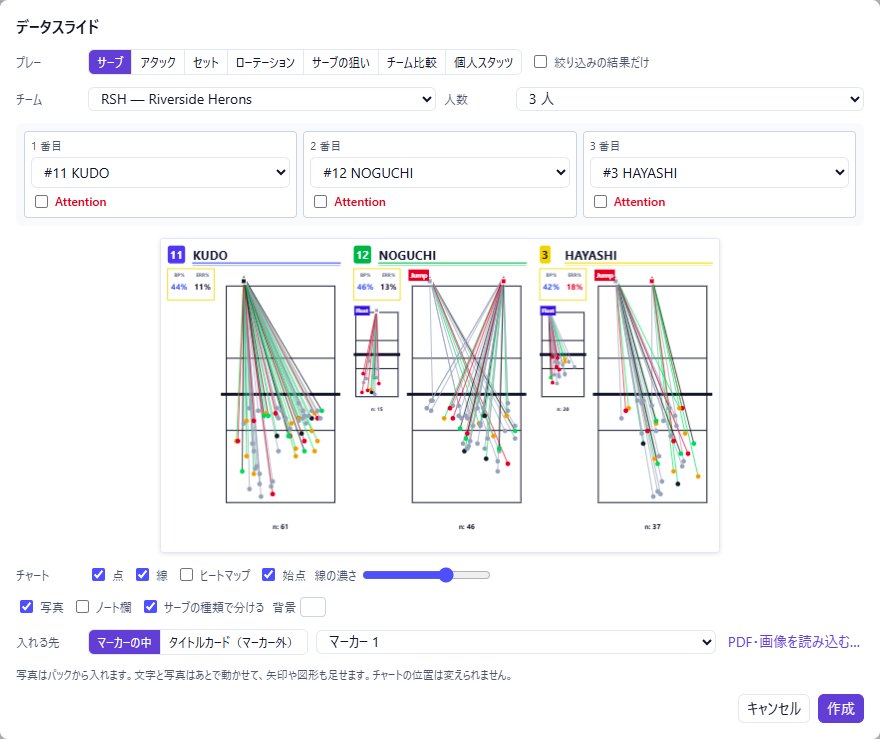 データスライド
プレー サーブ アタック セット ローテーション サーブの狙い チーム比較 個人スタッツ 絞り込みの結果だけ
チーム RSH — Riverside Herons 人数 3 人
1 番目 2 番目 3 番目
#11 KUDO #12 NOGUCHI #3 HAYASHI
Attention Attention Attention
11 KUDO 12 NOGUCHI 3 HAYASHI
BP% ERR% BP% ERR% Jump BP% ERR% Jump
44% 11% 46% 13% 42% 18%
n: 15 n: 20
n: 61 n: 46 n: 37
チャート 点 線 ヒートマップ 始点 線の濃さ
写真 ノート欄 サーブの種類で分ける 背景
入れる先 マーカーの中 タイトルカード（マーカー外） マーカー 1 PDF・画像を読み込む...
写真はパックから入れます。文字と写真はあとで動かせて、矢印や図形も足せます。チャートの位置は変えられません。
キャンセル 作成